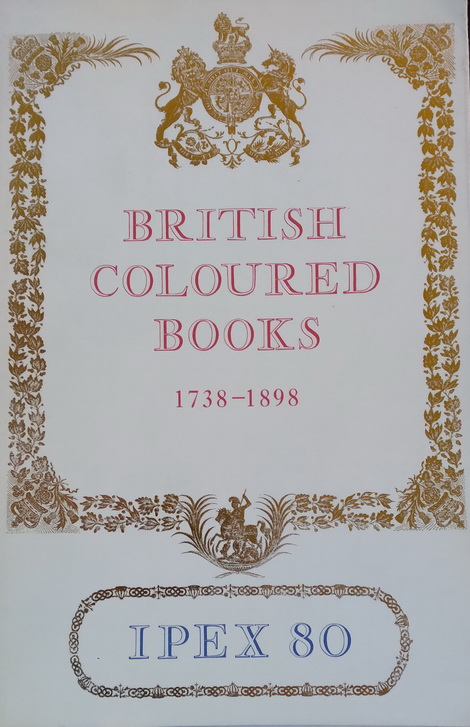 BRITISH
COLOURED
BOOKS
1738-1898
IPEX 80